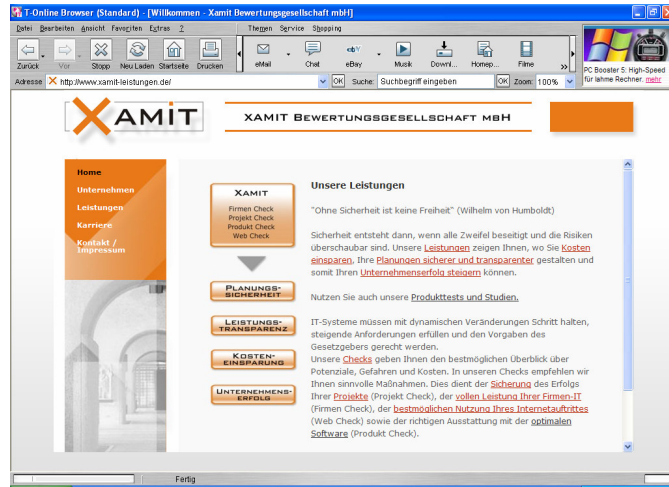 T-Online Browser (Standard) - [Willkommen - Xamit Bewertungsgesellschaft mbH]
Datei Bearbeiten Ansicht Favoriten Extras ? Themen Service Shopping
Zurück Vor Stopp Neu Laden Startseite Drucken eMail Chat eBay Musik Downl... Homep... Filme »
PC Booster 5: High-Speed
für lahme Rechner. mehr
Adresse http://www.xamit-leistungen.de/ OK Suche: Suchbegriff eingeben OK Zoom: 100%
XAMIT
XAMIT BEWERTUNGSGESELLSCHAFT MBH
Home
Unternehmen
Leistungen
Karriere
Kontakt /
Impressum
XAMIT
Firmen Check
Projekt Check
Produkt Check
Web Check
PLANUNGS-
SICHERHEIT
LEISTUNGS-
TRANSPARENZ
KOSTEN-
EINSPARUNG
UNTERNEHMENS-
ERFOLG
Unsere Leistungen
"Ohne Sicherheit ist keine Freiheit" (Wilhelm von Humboldt)
Sicherheit entsteht dann, wenn alle Zweifel beseitigt und die Risiken
überschaubar sind. Unsere Leistungen zeigen Ihnen, wo Sie Kosten
einsparen, Ihre Planungen sicherer und transparenter gestalten und
somit Ihren Unternehmenserfolg steigern können.
Nutzen Sie auch unsere Produkttests und Studien.
IT-Systeme müssen mit dynamischen Veränderungen Schritt halten,
steigende Anforderungen erfüllen und den Vorgaben des
Gesetzgebers gerecht werden.
Unsere Checks geben Ihnen den bestmöglichen Überblick über
Potenziale, Gefahren und Kosten. In unseren Checks empfehlen wir
Ihnen sinnvolle Maßnahmen. Dies dient der Sicherung des Erfolgs
Ihrer Projekte (Projekt Check), der vollen Leistung Ihrer Firmen-IT
(Firmen Check), der bestmöglichen Nutzung Ihres Internetauftrittes
(Web Check) sowie der richtigen Ausstattung mit der optimalen
Software (Produkt Check).
Fertig